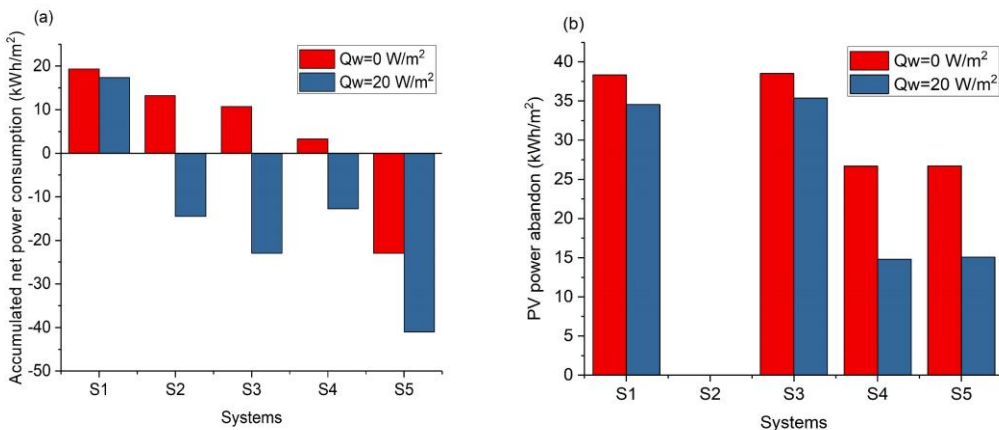 (a)
Accumulated net power consumption (kWh/m²)
20
10
0
-10
-20
-30
-40
-50
Qw=0 W/m²
Qw=20 W/m²
S1 S2 S3 S4 S5
Systems
(b)
PV power abandon (kWh/m²)
40
35
30
25
20
15
10
5
0
Qw=0 W/m²
Qw=20 W/m²
S1 S2 S3 S4 S5
Systems